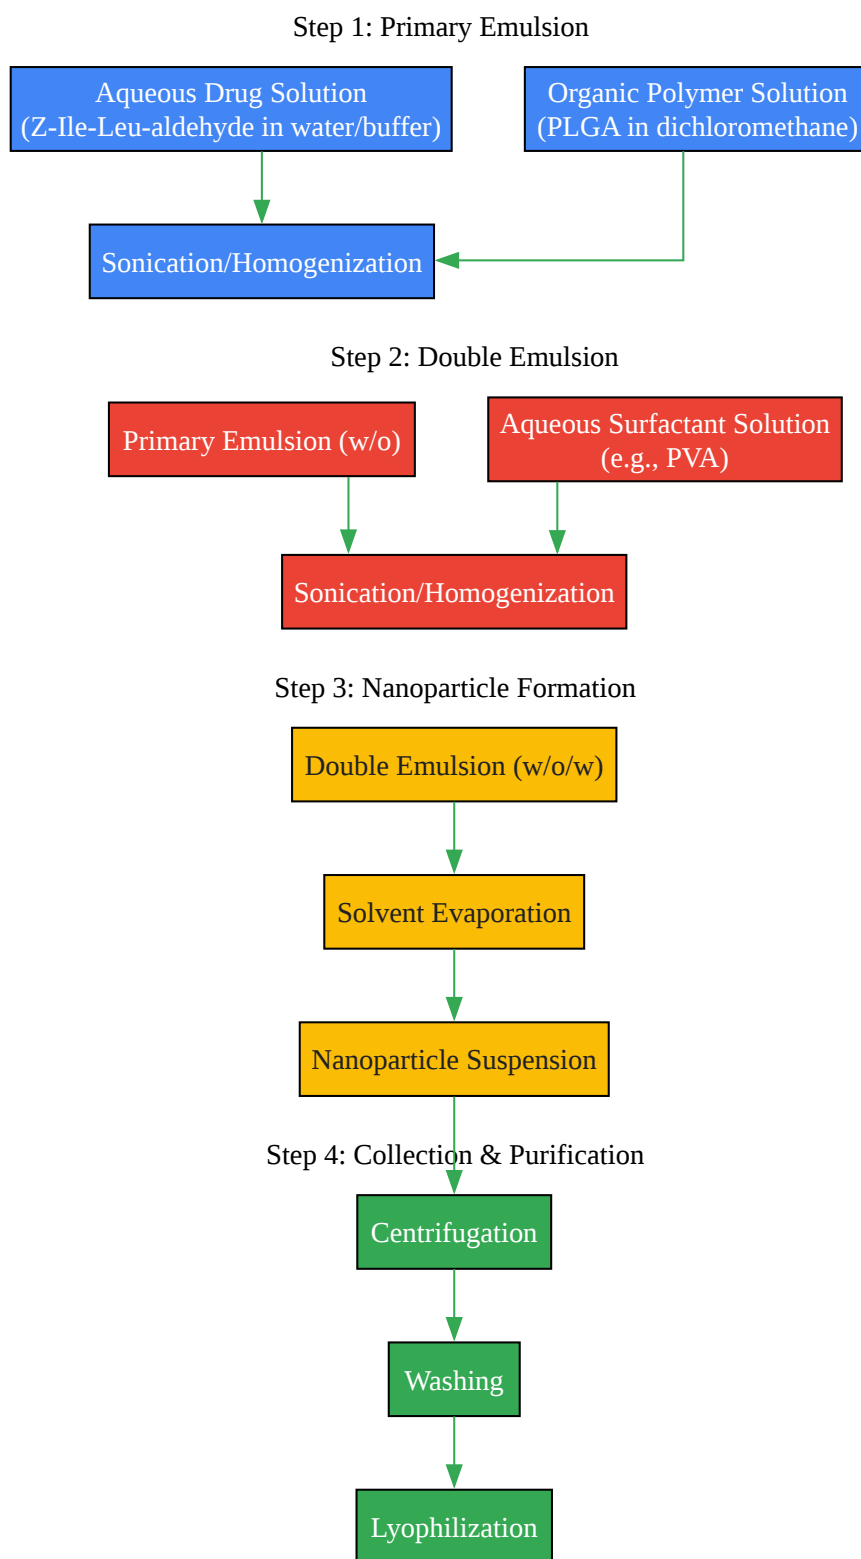 Step 1: Primary Emulsion
Aqueous Drug Solution
(Z-Ile-Leu-aldehyde in water/buffer)
Organic Polymer Solution
(PLGA in dichloromethane)
Sonication/Homogenization
Step 2: Double Emulsion
Primary Emulsion (w/o)
Aqueous Surfactant Solution
(e.g., PVA)
Sonication/Homogenization
Step 3: Nanoparticle Formation
Double Emulsion (w/o/w)
Solvent Evaporation
Nanoparticle Suspension
Step 4: Collection & Purification
Centrifugation
Washing
Lyophilization